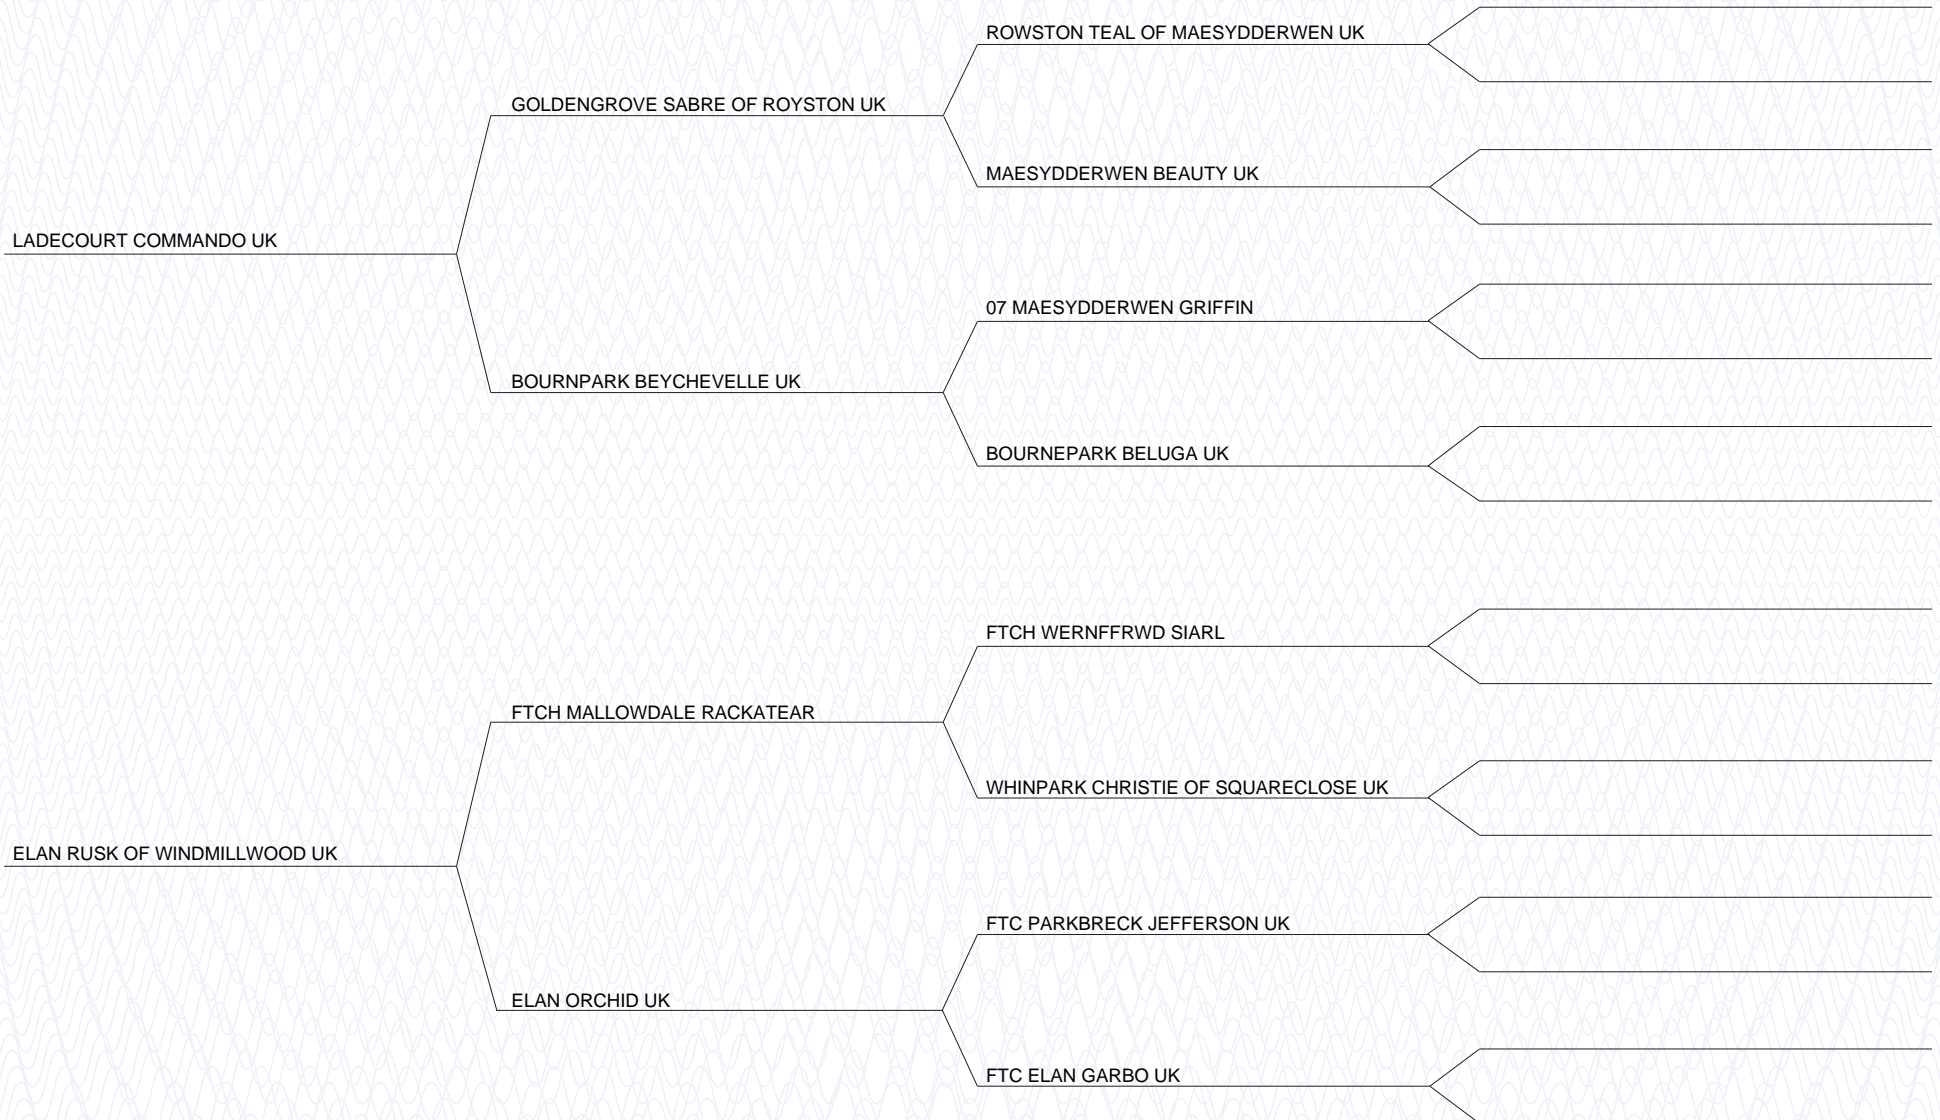 ROWSTON TEAL OF MAESYDDERWEN UK
GOLDENGROVE SABRE OF ROYSTON UK
MAESYDDERWEN BEAUTY UK
LADECOURT COMMANDO UK
07 MAESYDDERWEN GRIFFIN
BOURNPARK BEYCHEVELLE UK
BOURNEPARK BELUGA UK
FTCH WERNFFRWD SIARL
FTCH MALLOWDALE RACKATEAR
WHINPARK CHRISTIE OF SQUARECLOSE UK
ELAN RUSK OF WINDMILLWOOD UK
FTC PARKBRECK JEFFERSON UK
ELAN ORCHID UK
FTC ELAN GARBO UK